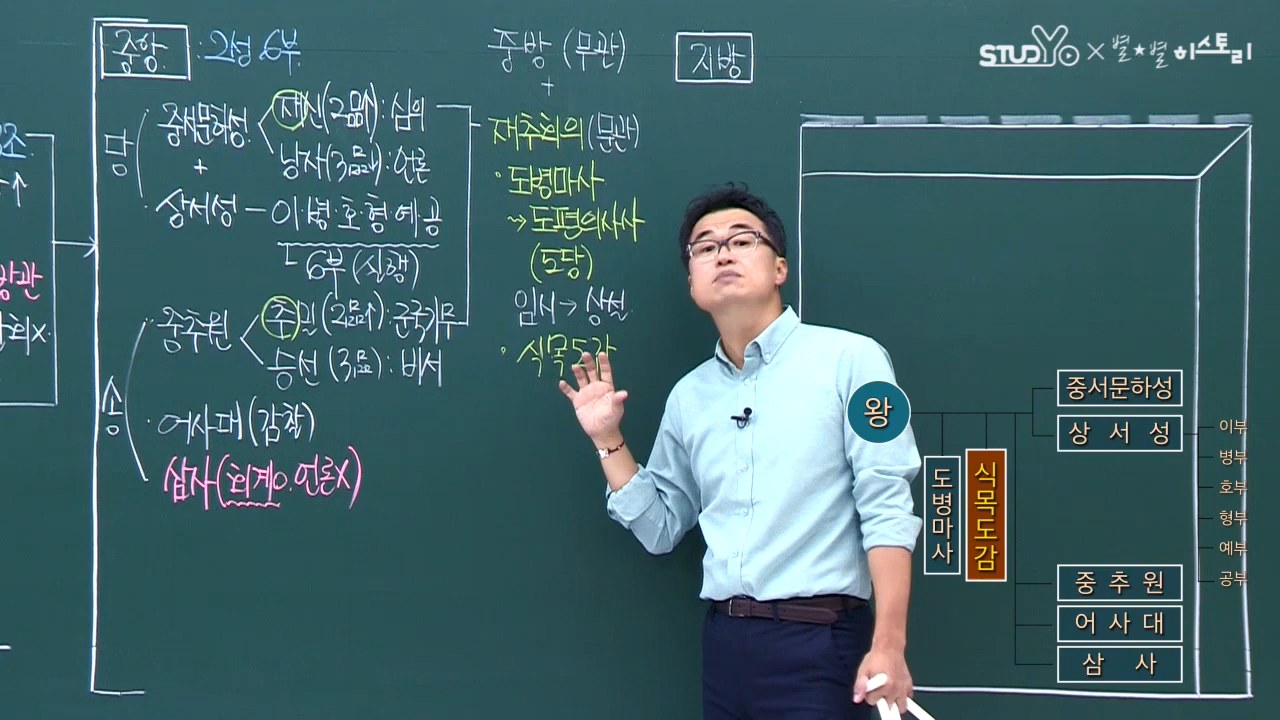 중앙 : 2성 6부
당
중서문하성
재신(2품↑) : 심의
낭사(3품↓) : 언론
+
상서성 - 이·병·호·형·예·공
6부 (실행)
송
중추원
추밀(2품↑) : 군국기무
승선(3품↓) : 비서
· 어사대 (감찰)
삼사 (회계o. 언론x)
중방 (무관)
+
재추회의 (문관)
· 도병마사
→ 도평의사사
(도당)
임시 → 상설
· 식목도감
지방
STUDYo × 별★별 히스토리
왕
도병마사
식목도감
중서문하성
상서성
이부
병부
호부
형부
예부
공부
중추원
어사대
삼사